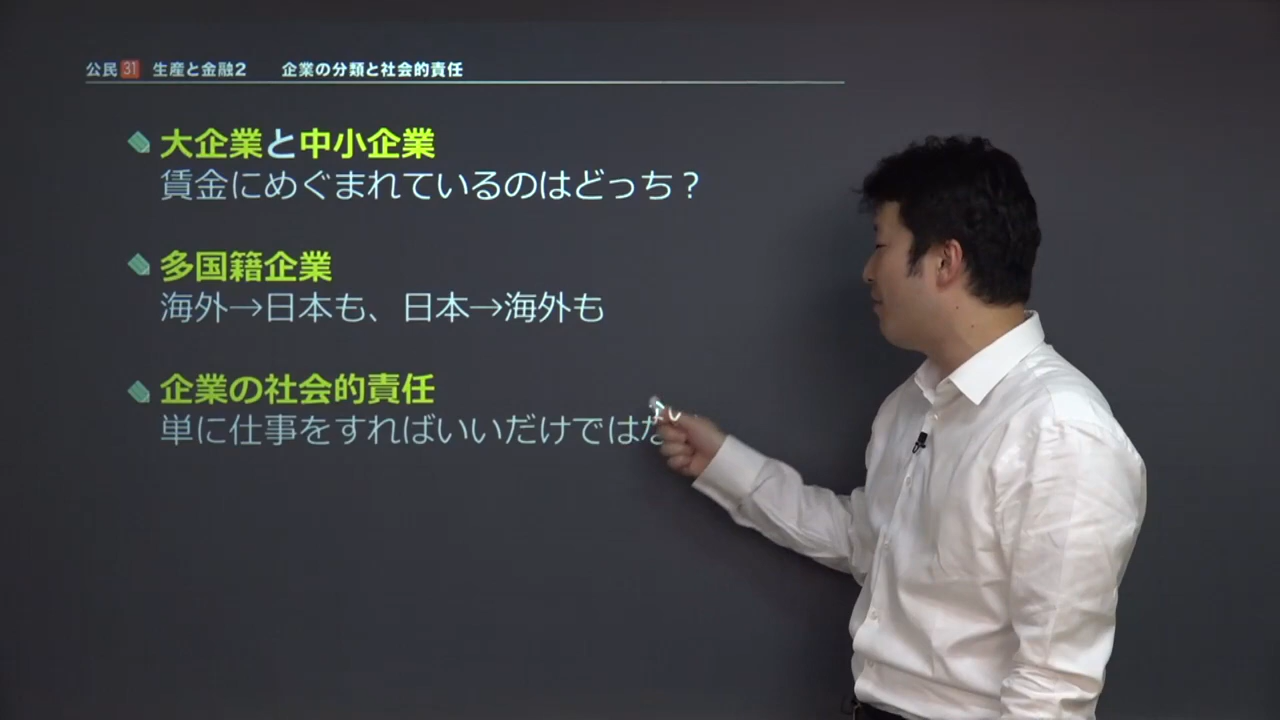 公民 31 生産と金融2 企業の分類と社会的責任
大企業と中小企業
賃金にめぐまれているのはどっち？
多国籍企業
海外→日本も、日本→海外も
企業の社会的責任
単に仕事をすればいいだけではない